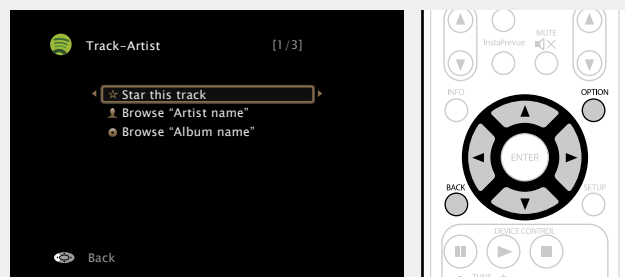 Track-Artist [1/3]
☆ Star this track
Browse “Artist name”
Browse “Album name”
Back
MUTE
InstaPrevue
INFO
OPTION
ENTER
BACK
SETUP
DEVICE CONTROL
TUNE +